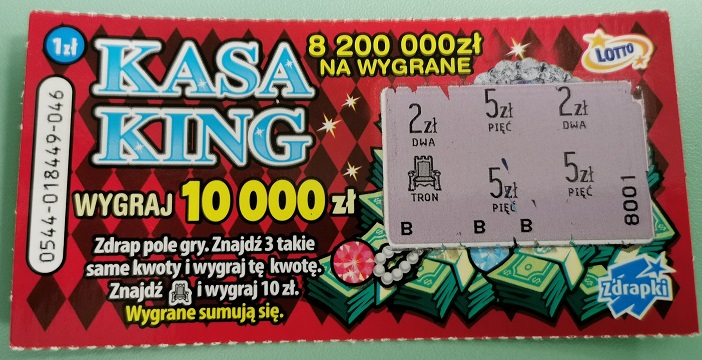 1 zł
KASA
KING
8 200 000zł
NA WYGRANE
LOTTO
0544-018449-046
WYGRAJ 10 000 zł
Zdrap pole gry. Znajdź 3 takie
same kwoty i wygraj tę kwotę.
Znajdź i wygraj 10 zł.
Wygrane sumują się.
2zł 5zł 2zł
DWA PIĘĆ DWA
5zł 5zł
TRON PIĘĆ PIĘĆ
B B B
8001
Zdrapki